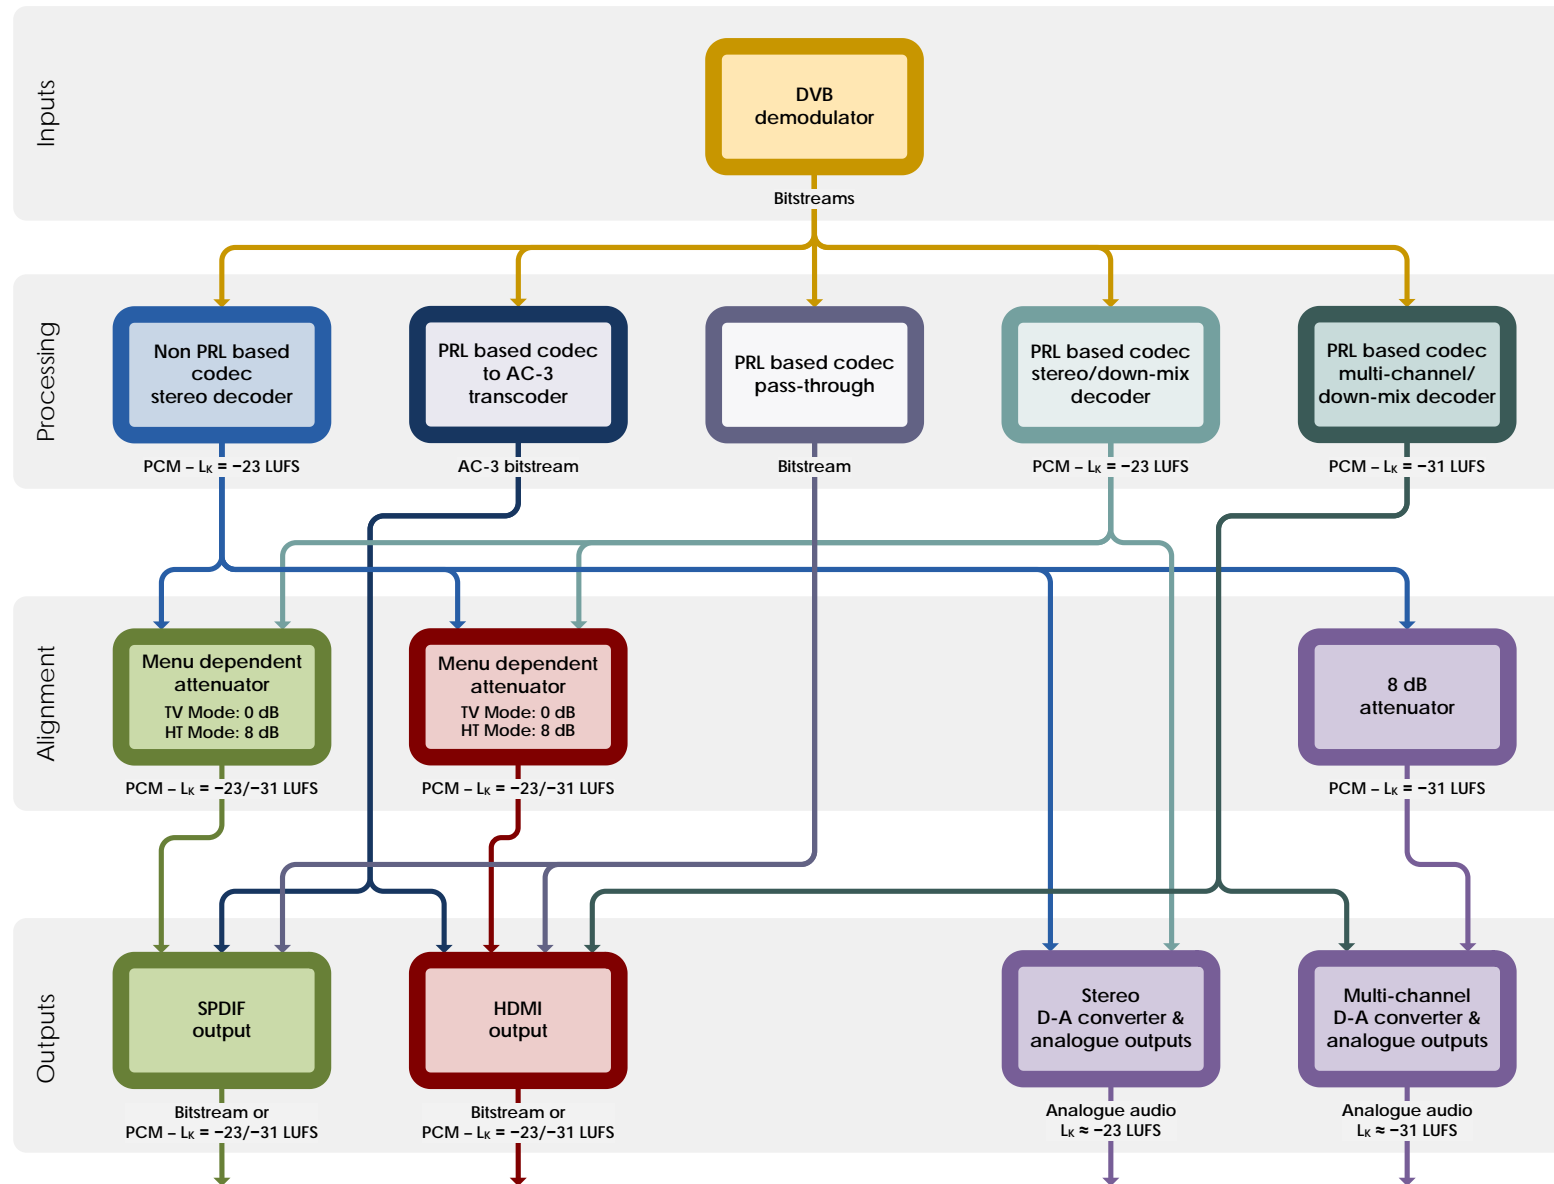 Inputs
DVB
demodulator
Bitstreams
Processing
Non PRL based
codec
stereo decoder
PRL based codec
to AC-3
transcoder
PRL based codec
pass-through
PRL based codec
stereo/down-mix
decoder
PRL based codec
multi-channel/
down-mix decoder
PCM – LK = −23 LUFS
AC-3 bitstream
Bitstream
PCM – LK = −23 LUFS
PCM – LK = −31 LUFS
Alignment
Menu dependent
attenuator
TV Mode: 0 dB
HT Mode: 8 dB
Menu dependent
attenuator
TV Mode: 0 dB
HT Mode: 8 dB
8 dB
attenuator
PCM – LK = −23/−31 LUFS
PCM – LK = −23/−31 LUFS
PCM – LK = −31 LUFS
Outputs
SPDIF
output
HDMI
output
Stereo
D-A converter &
analogue outputs
Multi-channel
D-A converter &
analogue outputs
Bitstream or
PCM – LK = −23/−31 LUFS
Bitstream or
PCM – LK = −23/−31 LUFS
Analogue audio
LK ≈ −23 LUFS
Analogue audio
LK ≈ −31 LUFS